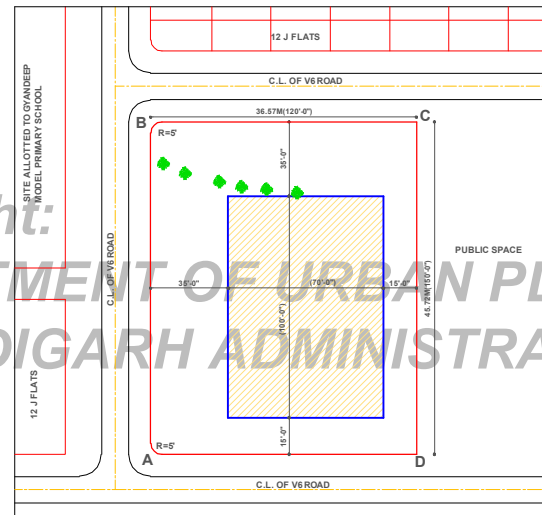 12 J FLATS
C.L. OF V6 ROAD
36.57M(120'-0")
B
C
R=5'
SITE ALLOTTED TO GYANDEEP
MODEL PRIMARY SCHOOL
35'-0"
ht:
C.L. OF V6 ROAD
PUBLIC SPACE
TMENT OF URBAN PL
35'-0"
(70'-0")
15'-0"
45.72M(150'-0")
(100'-0")
DIGARH ADMINISTRA
12 J FLATS
15'-0"
R=5'
A
D
C.L. OF V6 ROAD